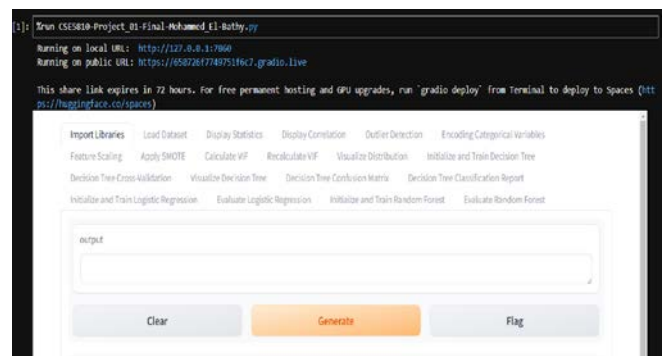 [1]: %run CSE5810-Project_01-Final-Mohammed_El-Bathy.py
Running on local URL: http://127.0.0.1:7860
Running on public URL: https://658726f7749751f6c7.gradio.live
This share link expires in 72 hours. For free permanent hosting and GPU upgrades, run `gradio deploy` from Terminal to deploy to Spaces (htt
ps://huggingface.co/spaces)
Import Libraries Load Dataset Display Statistics Display Correlation Outlier Detection Encoding Categorical Variables
Feature Scaling Apply SMOTE Calculate VIF Recalculate VIF Visualize Distribution Initialize and Train Decision Tree
Decision Tree Cross-Validation Visualize Decision Tree Decision Tree Confusion Matrix Decision Tree Classification Report
Initialize and Train Logistic Regression Evaluate Logistic Regression Initialize and Train Random Forest Evaluate Random Forest
output
Clear Generate Flag